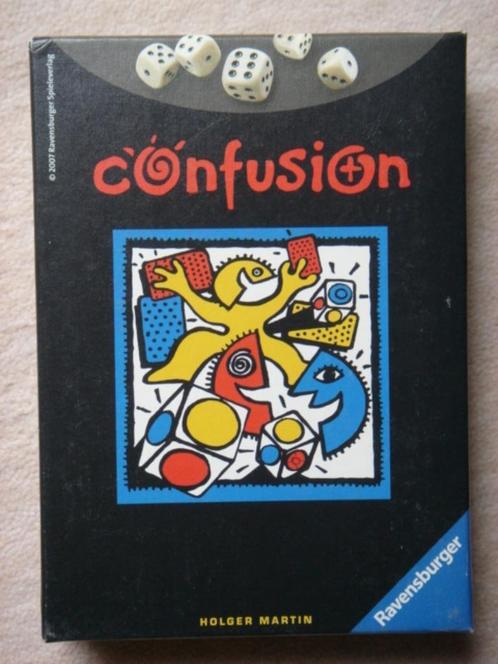 © 2007 Ravensburger Spieleverlag
confusion
HOLGER MARTIN
Ravensburger